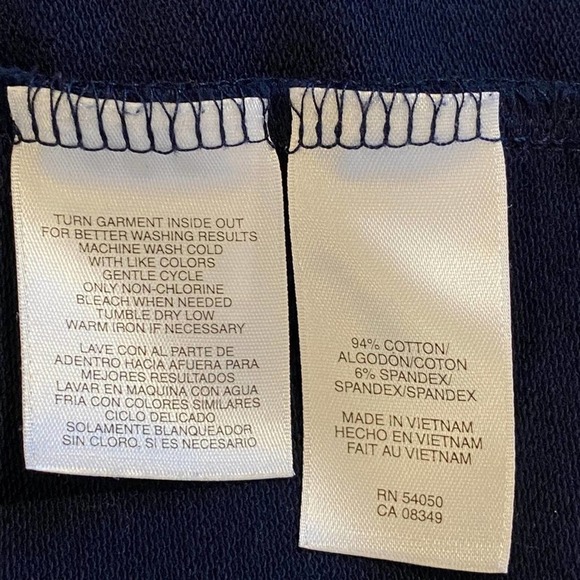 TURN GARMENT INSIDE OUT
FOR BETTER WASHING RESULTS
MACHINE WASH COLD
WITH LIKE COLORS
GENTLE CYCLE
ONLY NON-CHLORINE
BLEACH WHEN NEEDED
TUMBLE DRY LOW
WARM IRON IF NECESSARY
LAVE CON AL PARTE DE
ADENTRO HACIA AFUERA PARA
MEJORES RESULTADOS
LAVAR EN MAQUINA CON AGUA
FRIA CON COLORES SIMILARES
CICLO DELICADO
SOLAMENTE BLANQUEADOR
SIN CLORO, SI ES NECESARIO
94% COTTON/
ALGODÓN/COTON
6% SPANDEX/
SPANDEX/SPANDEX
MADE IN VIETNAM
HECHO EN VIETNAM
FAIT AU VIETNAM
RN 54050
CA 08349